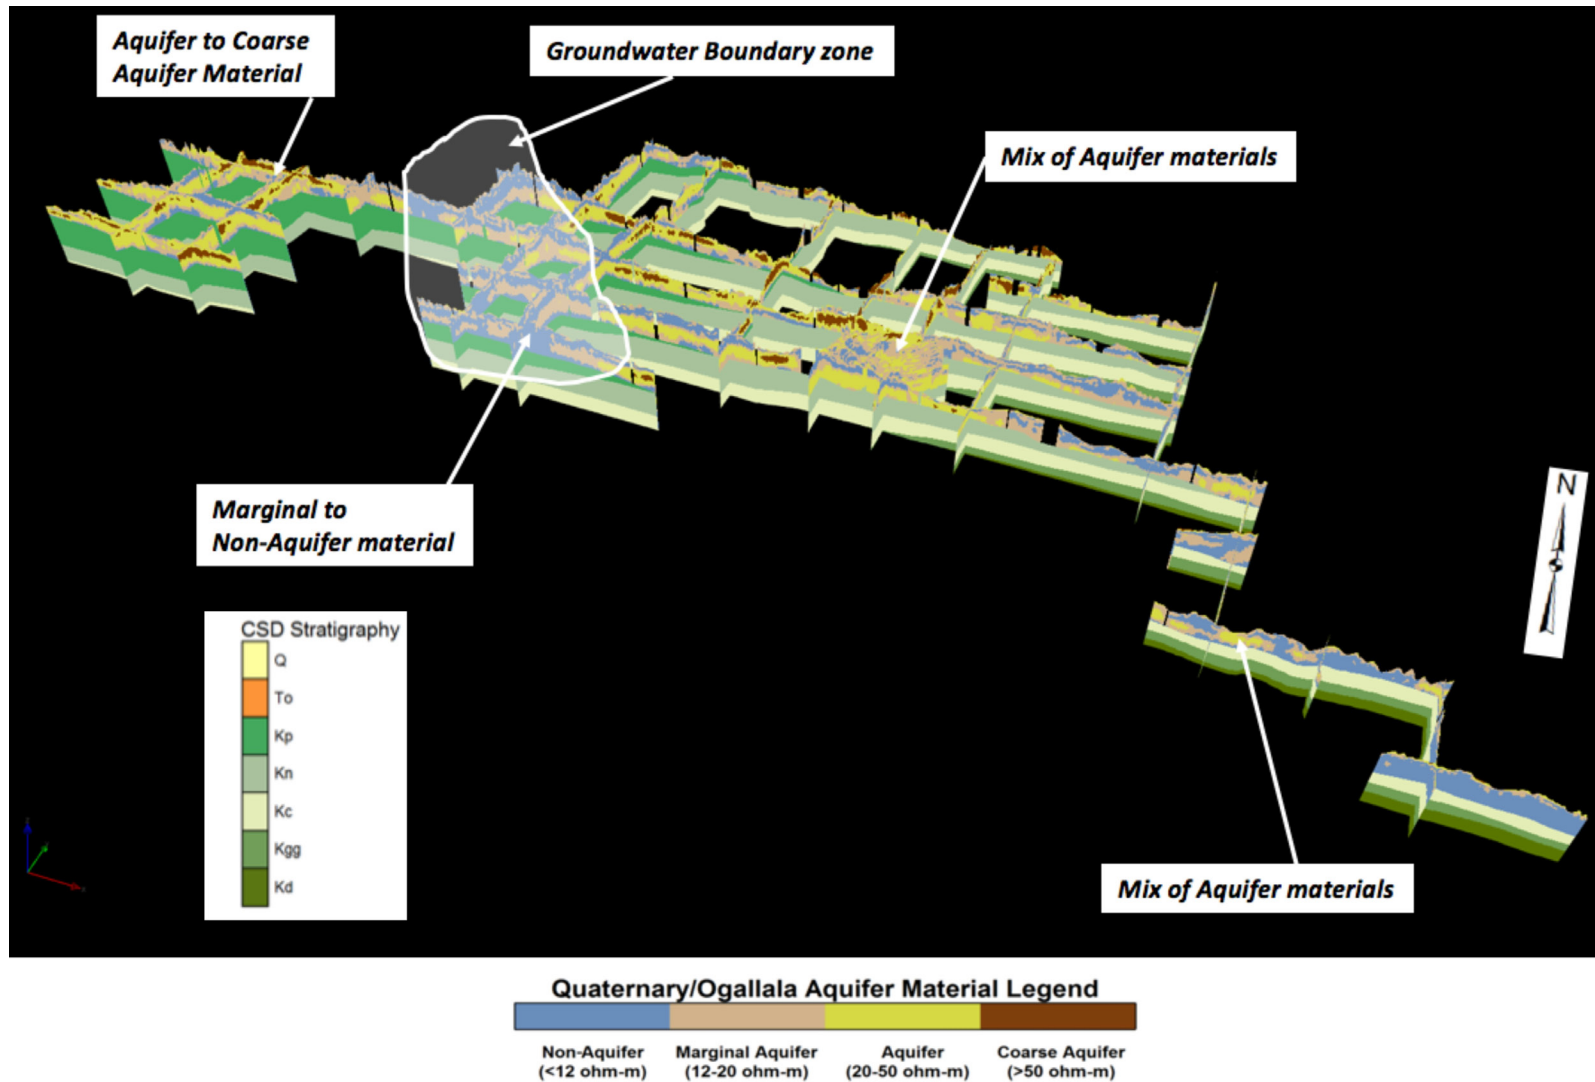 Aquifer to Coarse
Aquifer Material
Groundwater Boundary zone
Mix of Aquifer materials
Marginal to
Non-Aquifer material
N
CSD Stratigraphy
Q
To
Kp
Kn
Kc
Kgg
Kd
Mix of Aquifer materials
Quaternary/Ogallala Aquifer Material Legend
Non-Aquifer
(<12 ohm-m)
Marginal Aquifer
(12-20 ohm-m)
Aquifer
(20-50 ohm-m)
Coarse Aquifer
(>50 ohm-m)